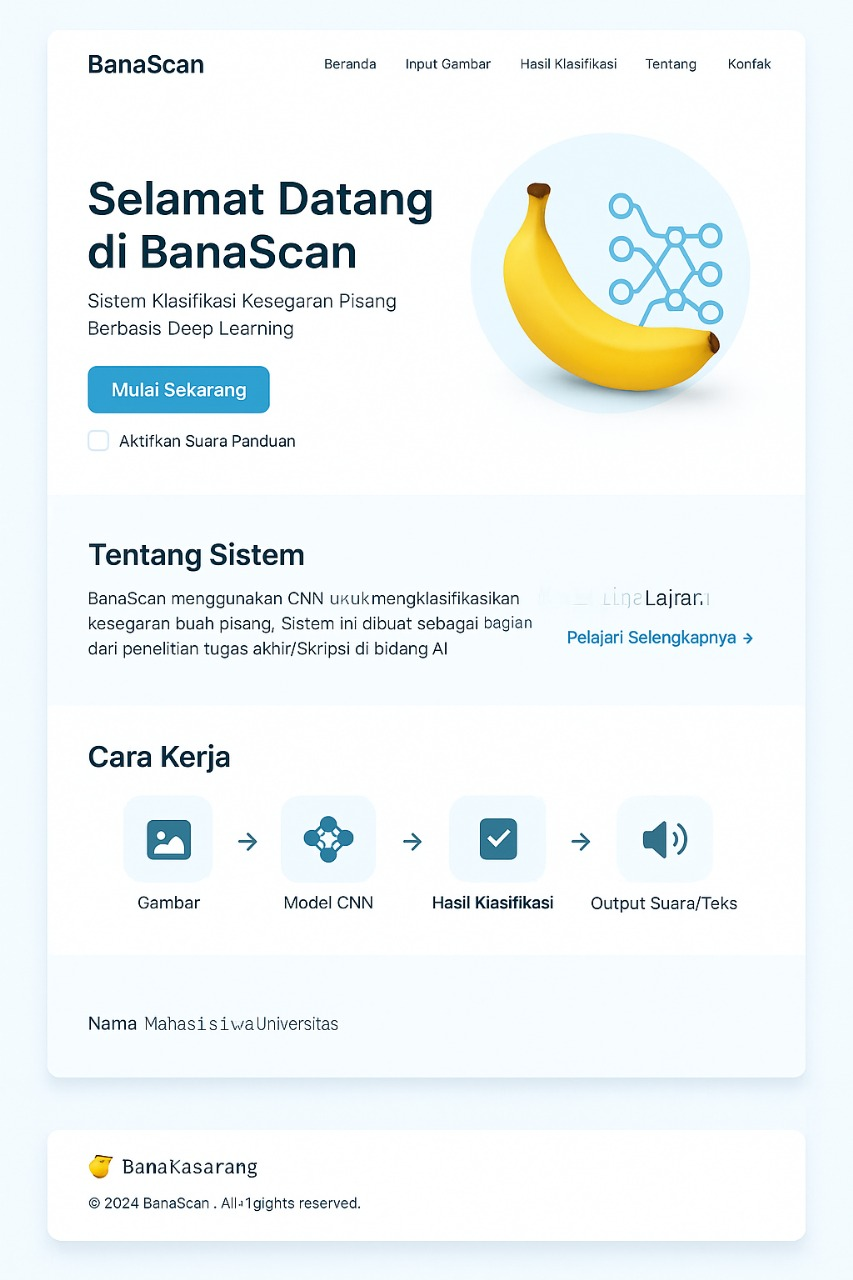 BanaScan
Beranda Input Gambar Hasil Klasifikasi Tentang Konfak
Selamat Datang
di BanaScan
Sistem Klasifikasi Kesegaran Pisang
Berbasis Deep Learning
Mulai Sekarang
Aktifkan Suara Panduan
Tentang Sistem
BanaScan menggunakan CNN ukuk mengklasifikasikan
kesegaran buah pisang, Sistem ini dibuat sebagai bagian
dari penelitian tugas akhir/Skripsi di bidang AI
Pelajari Selengkapnya →
Cara Kerja
Gambar
Model CNN
Hasil Kiasifikasi
Output Suara/Teks
Nama Mahasisiwa Universitas
BanaKasarang
© 2024 BanaScan . reserved.